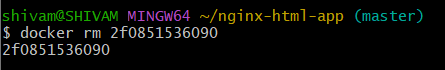 shivam@SHIVAM MINGW64 ~/nginx-html-app (master)
$ docker rm 2f0851536090
2f0851536090